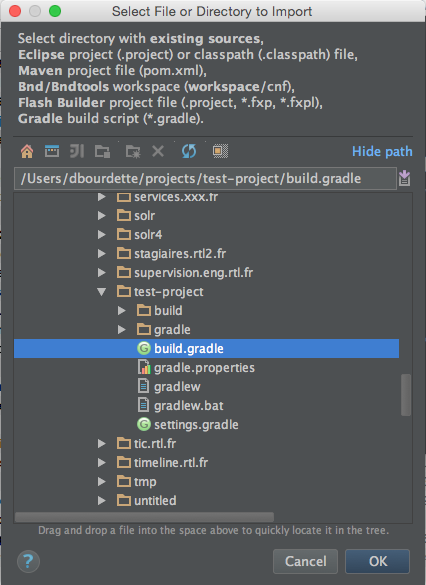 Select File or Directory to Import
Select directory with existing sources,
Eclipse project (.project) or classpath (.classpath) file,
Maven project file (pom.xml),
Bnd/Bndtools workspace (workspace/cnf),
Flash Builder project file (.project, *.fxp, *.fxpl),
Gradle build script (*.gradle).
Hide path
/Users/dbourdette/projects/test-project/build.gradle
services.xxx.fr
solr
solr4
stagiaires.rtl2.fr
supervision.eng.rtl.fr
test-project
build
gradle
build.gradle
gradle.properties
gradlew
gradlew.bat
settings.gradle
tic.rtl.fr
timeline.rtl.fr
tmp
untitled
Drag and drop a file into the space above to quickly locate it in the tree.
? Cancel OK